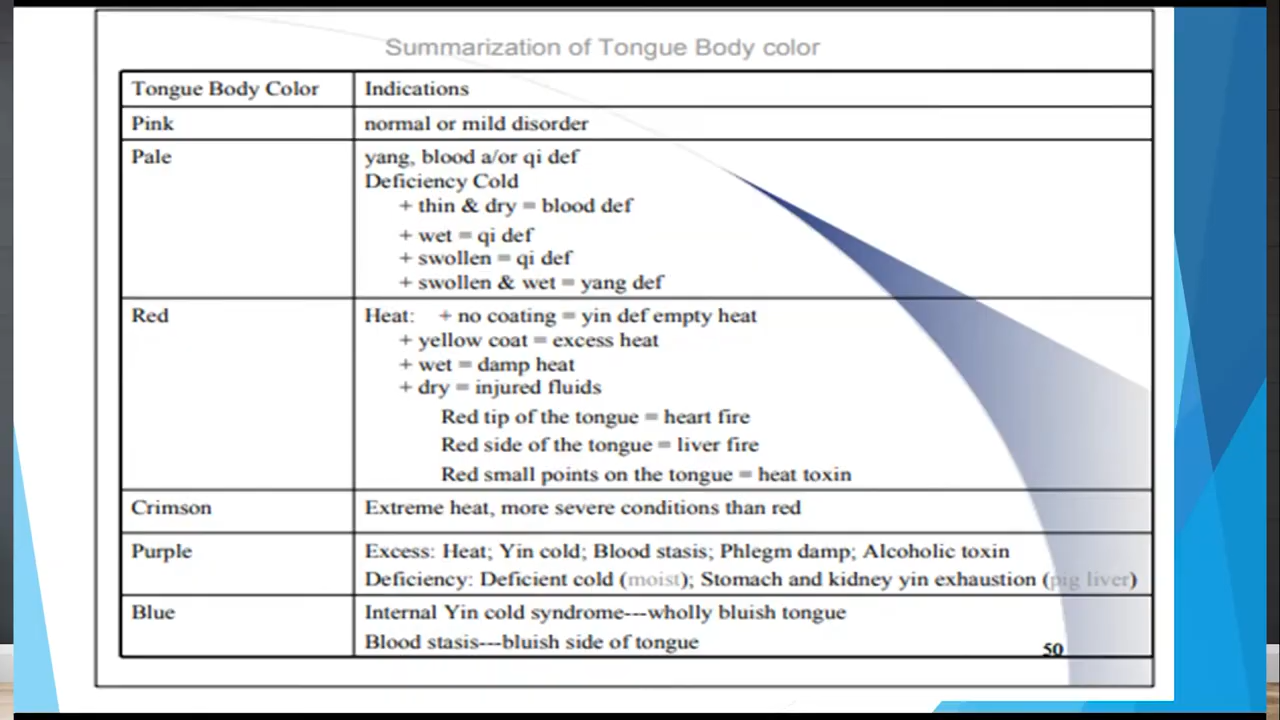 Summarization of Tongue Body color
Tongue Body Color Indications
Pink normal or mild disorder
Pale yang, blood a/or qi def
Deficiency Cold
+ thin & dry = blood def
+ wet = qi def
+ swollen = qi def
+ swollen & wet = yang def
Red Heat: + no coating = yin def empty heat
+ yellow coat = excess heat
+ wet = damp heat
+ dry = injured fluids
Red tip of the tongue = heart fire
Red side of the tongue = liver fire
Red small points on the tongue = heat toxin
Crimson Extreme heat, more severe conditions than red
Purple Excess: Heat; Yin cold; Blood stasis; Phlegm damp; Alcoholic toxin
Deficiency: Deficient cold (moist); Stomach and kidney yin exhaustion (pig liver)
Blue Internal Yin cold syndrome---wholly bluish tongue
Blood stasis---bluish side of tongue
50